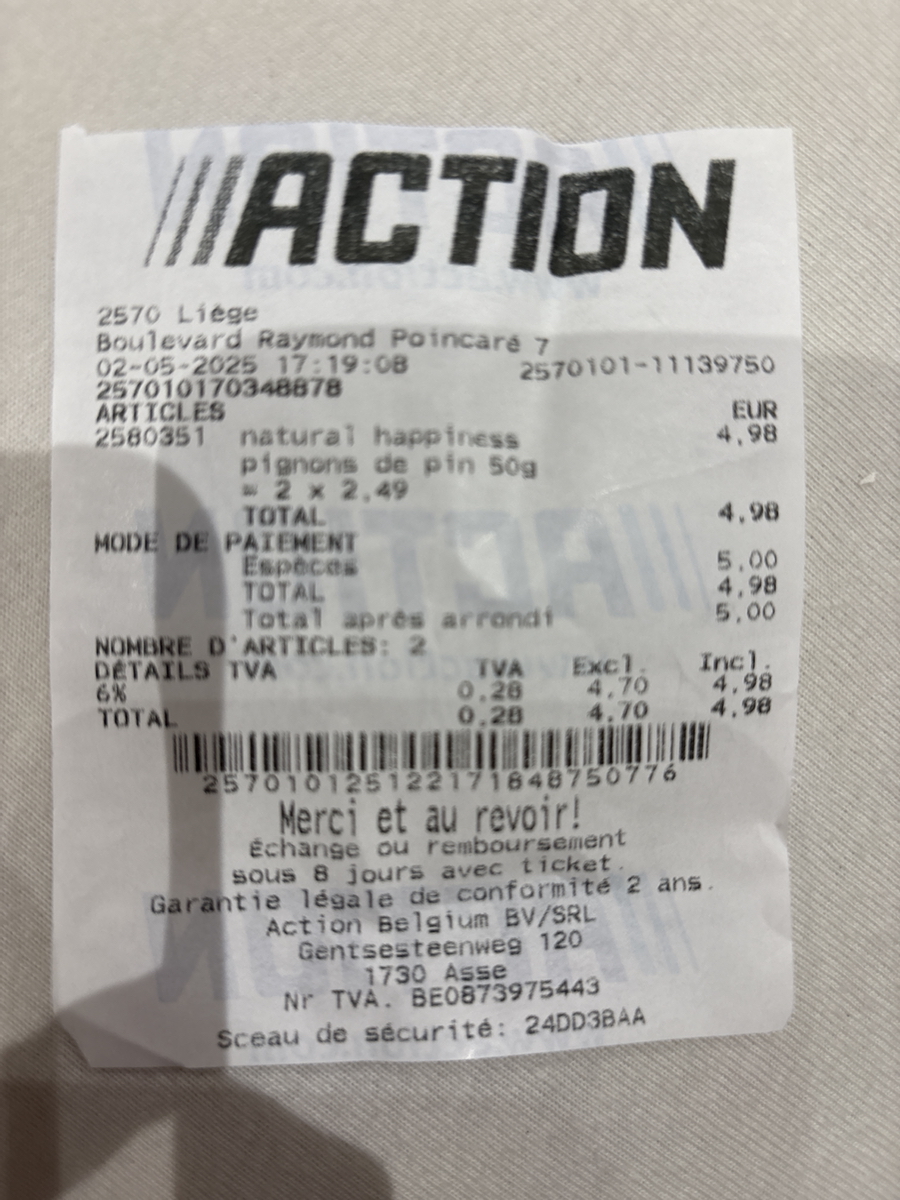 ACTION
2570 Liège
Boulevard Raymond Poincaré 7
02-05-2025 17:19:08 2570101-11139750
257010170348878
ARTICLES EUR
2580351 natural happiness 4,98
pignons de pin 50g
= 2 x 2,49
TOTAL 4,98
MODE DE PAIEMENT
Espèces 5,00
TOTAL 4,98
Total après arrondi 5,00
NOMBRE D'ARTICLES: 2
DÉTAILS TVA TVA Excl. Incl.
6% 0,28 4,70 4,98
TOTAL 0,28 4,70 4,98
257010125122171848750776
Merci et au revoir!
Échange ou remboursement
sous 8 jours avec ticket.
Garantie légale de conformité 2 ans.
Action Belgium BV/SRL
Gentsesteenweg 120
1730 Asse
Nr TVA. BE0873975443
Sceau de sécurité: 24DD3BAA